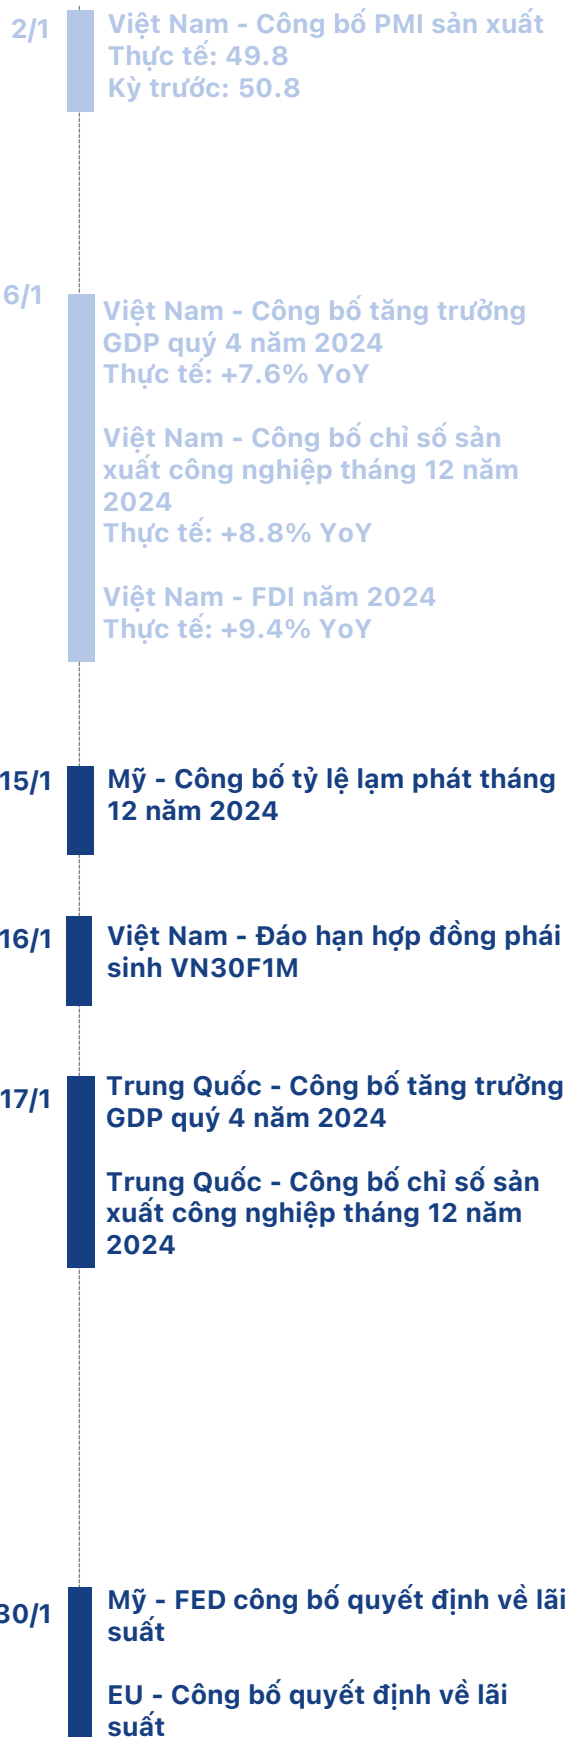 2/1
Việt Nam - Công bố PMI sản xuất
Thực tế: 49.8
Kỳ trước: 50.8
6/1
Việt Nam - Công bố tăng trưởng
GDP quý 4 năm 2024
Thực tế: +7.6% YoY
Việt Nam - Công bố chỉ số sản
xuất công nghiệp tháng 12 năm
2024
Thực tế: +8.8% YoY
Việt Nam - FDI năm 2024
Thực tế: +9.4% YoY
15/1
Mỹ - Công bố tỷ lệ lạm phát tháng
12 năm 2024
16/1
Việt Nam - Đáo hạn hợp đồng phái
sinh VN30F1M
17/1
Trung Quốc - Công bố tăng trưởng
GDP quý 4 năm 2024
Trung Quốc - Công bố chỉ số sản
xuất công nghiệp tháng 12 năm
2024
30/1
Mỹ - FED công bố quyết định về lãi
suất
EU - Công bố quyết định về lãi
suất